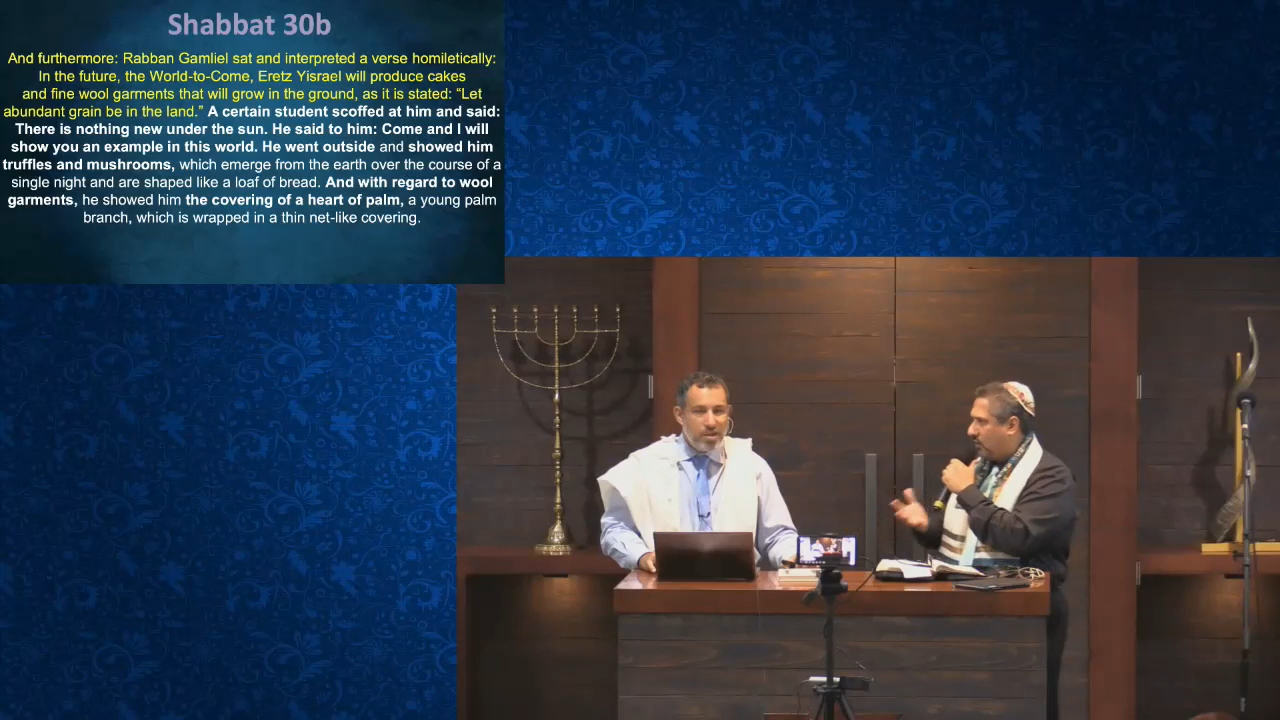 Shabbat 30b
And furthermore: Rabban Gamliel sat and interpreted a verse homiletically:
In the future, the World-to-Come, Eretz Yisrael will produce cakes
and fine wool garments that will grow in the ground, as it is stated: “Let
abundant grain be in the land.” A certain student scoffed at him and said:
There is nothing new under the sun. He said to him: Come and I will
show you an example in this world. He went outside and showed him
truffles and mushrooms, which emerge from the earth over the course of a
single night and are shaped like a loaf of bread. And with regard to wool
garments, he showed him the covering of a heart of palm, a young palm
branch, which is wrapped in a thin net-like covering.